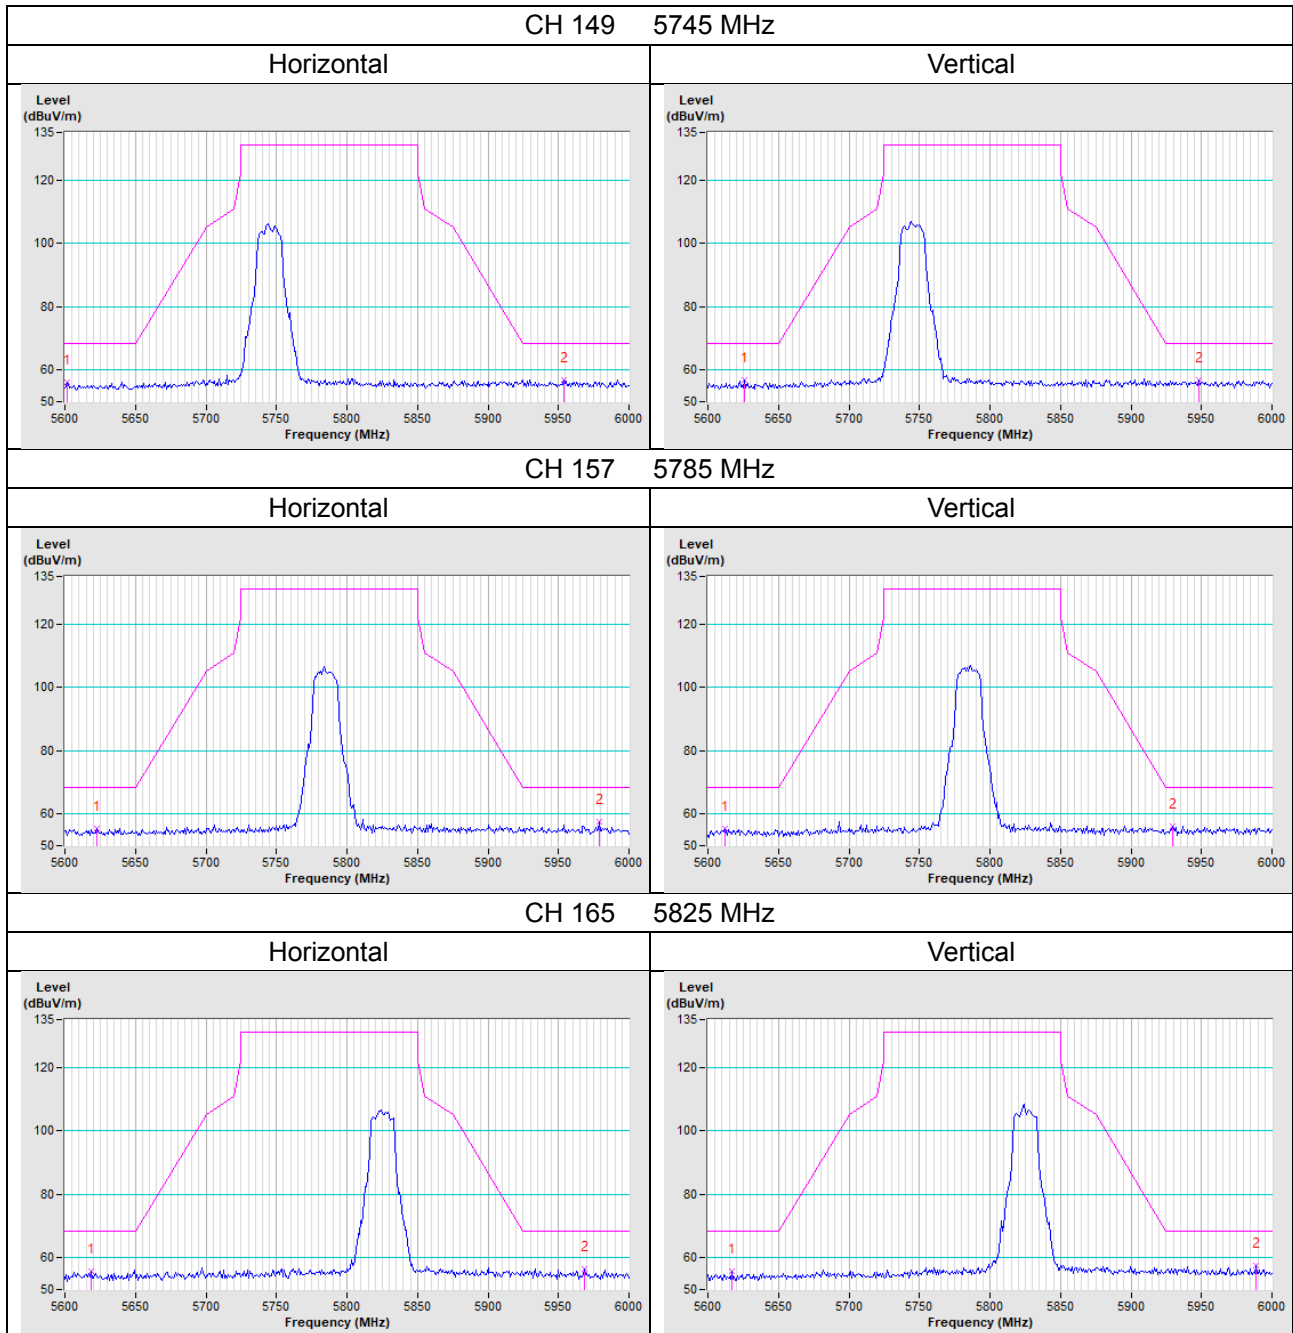 CH 149 5745 MHz
Horizontal Vertical
Level Level
(dBuV/m) (dBuV/m)
135 135
120 120
100 100
80 80
60 60
50 50
1 2 1 2
5600 5650 5700 5750 5800 5850 5900 5950 6000 5600 5650 5700 5750 5800 5850 5900 5950 6000
Frequency (MHz) Frequency (MHz)
CH 157 5785 MHz
Horizontal Vertical
Level Level
(dBuV/m) (dBuV/m)
135 135
120 120
100 100
80 80
1 2 1 2
60 60
50 50
5600 5650 5700 5750 5800 5850 5900 5950 6000 5600 5650 5700 5750 5800 5850 5900 5950 6000
Frequency (MHz) Frequency (MHz)
CH 165 5825 MHz
Horizontal Vertical
Level Level
(dBuV/m) (dBuV/m)
135 135
120 120
100 100
80 80
1 2 1 2
60 60
50 50
5600 5650 5700 5750 5800 5850 5900 5950 6000 5600 5650 5700 5750 5800 5850 5900 5950 6000
Frequency (MHz) Frequency (MHz)